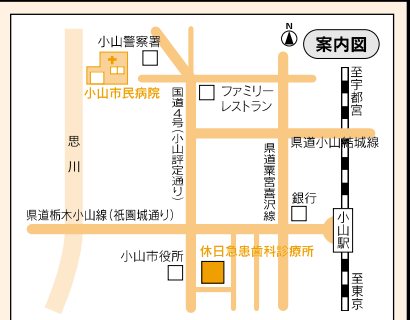 N
案内図
小山警察署
至宇都宮
小山市民病院
ファミリー
レストラン
国道4号(小山評定通り)
思川
県道小山結城線
県道粟宮喜沢線
銀行
県道栃木小山線(祇園城通り)
小山駅
小山市役所
休日急患歯科診療所
至東京